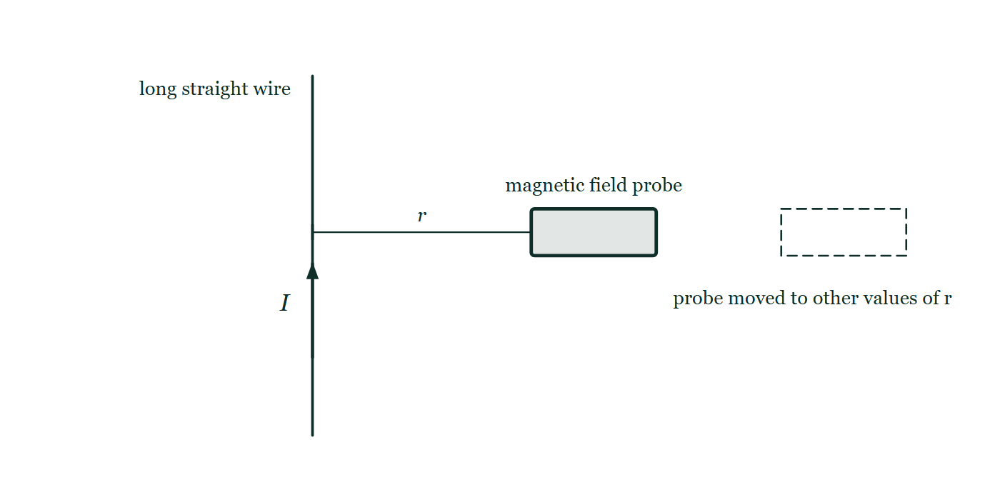 long straight wire
magnetic field probe
r
I
probe moved to other values of r